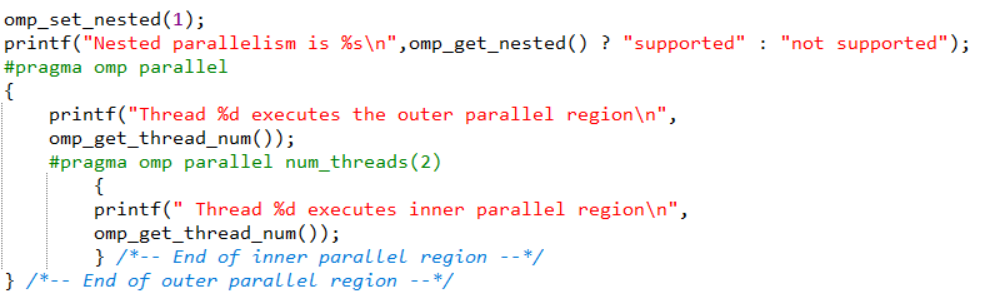 omp_set_nested(1);
printf("Nested parallelism is %s\n",omp_get_nested() ? "supported" : "not supported");
#pragma omp parallel
{
printf("Thread %d executes the outer parallel region\n",
omp_get_thread_num());
#pragma omp parallel num_threads(2)
{
printf(" Thread %d executes inner parallel region\n",
omp_get_thread_num());
} /*-- End of inner parallel region --*/
} /*-- End of outer parallel region --*/